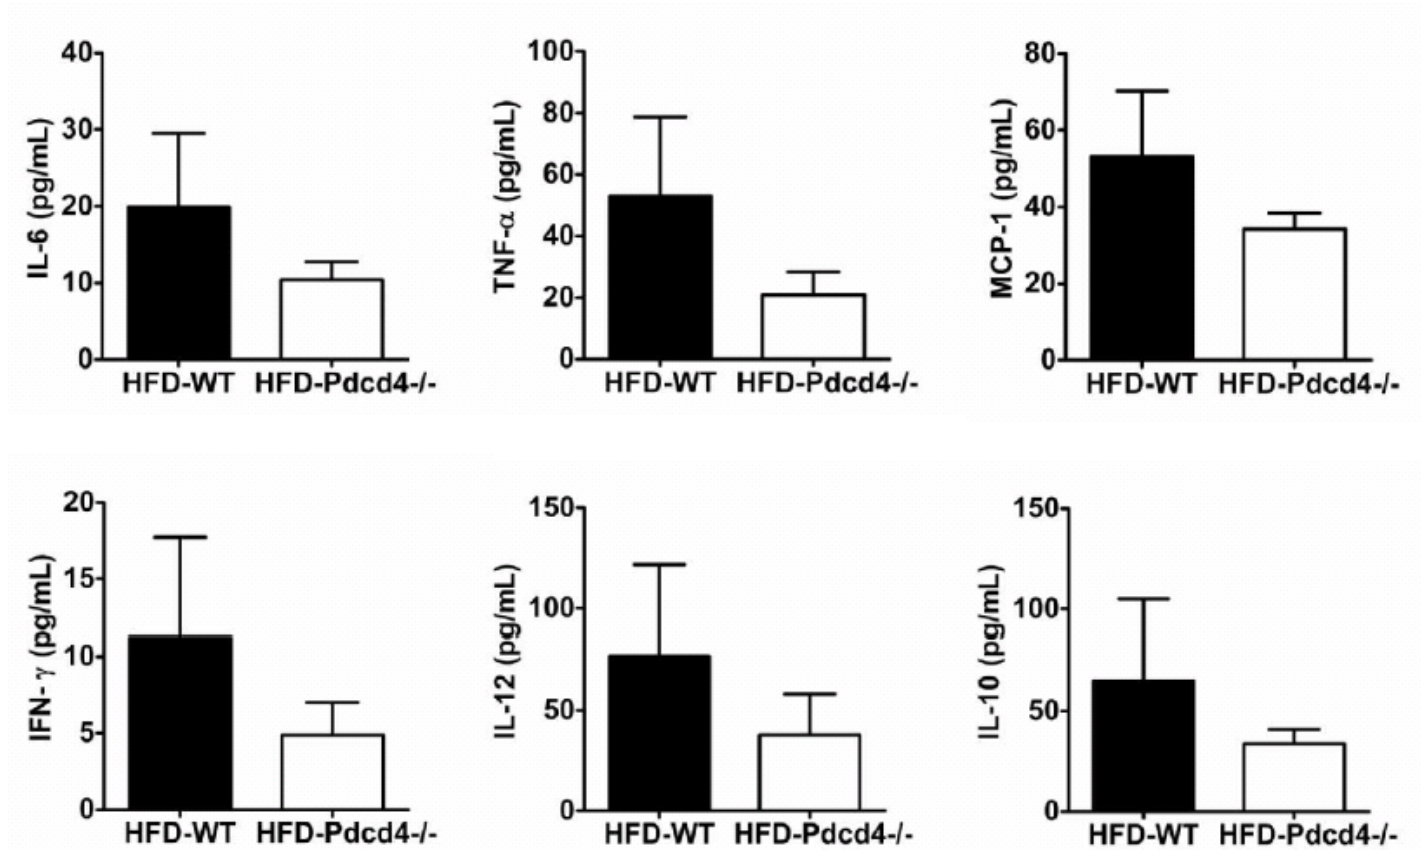 IL-6 (pg/mL)
40
30
20
10
0
HFD-WT HFD-Pdcd4-/-
TNF-α (pg/mL)
100
80
60
40
20
0
HFD-WT HFD-Pdcd4-/-
MCP-1 (pg/mL)
80
60
40
20
0
HFD-WT HFD-Pdcd4-/-
IFN- γ (pg/mL)
20
15
10
5
0
HFD-WT HFD-Pdcd4-/-
IL-12 (pg/mL)
150
100
50
0
HFD-WT HFD-Pdcd4-/-
IL-10 (pg/mL)
150
100
50
0
HFD-WT HFD-Pdcd4-/-